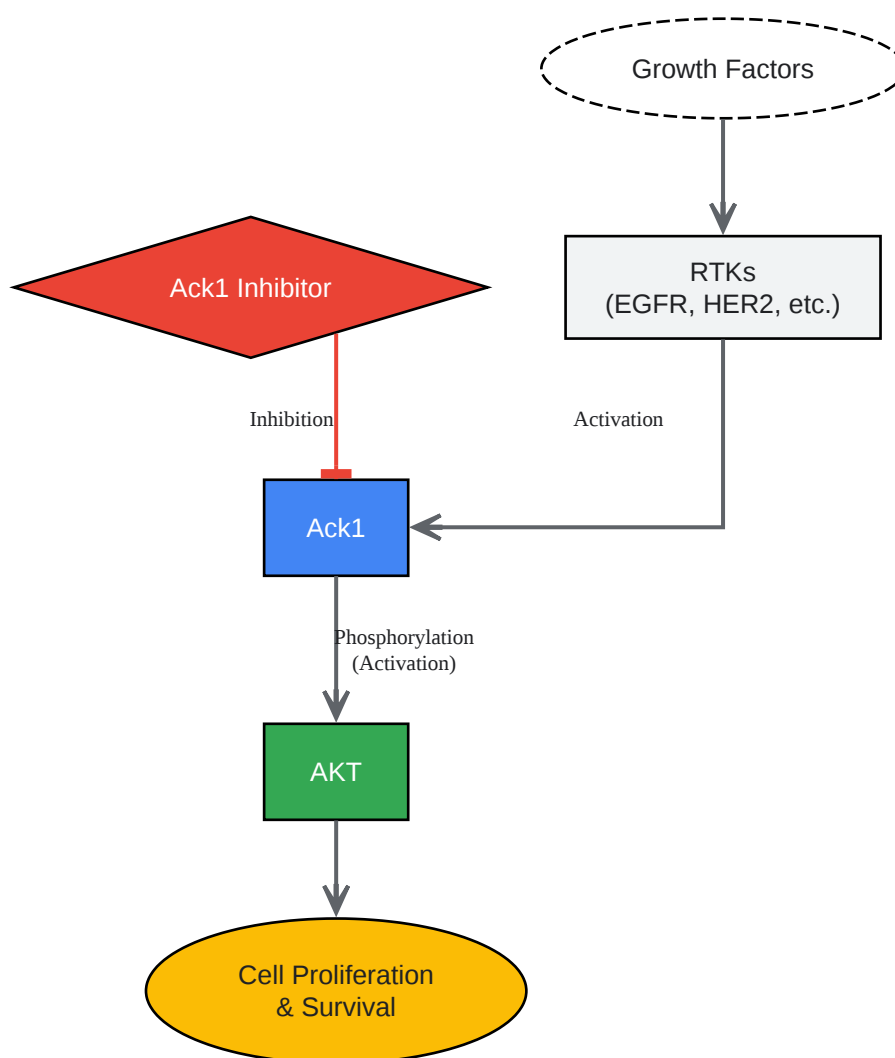 Growth Factors
RTKs
(EGFR, HER2, etc.)
Ack1 Inhibitor
Inhibition
Activation
Ack1
Phosphorylation
(Activation)
AKT
Cell Proliferation
& Survival